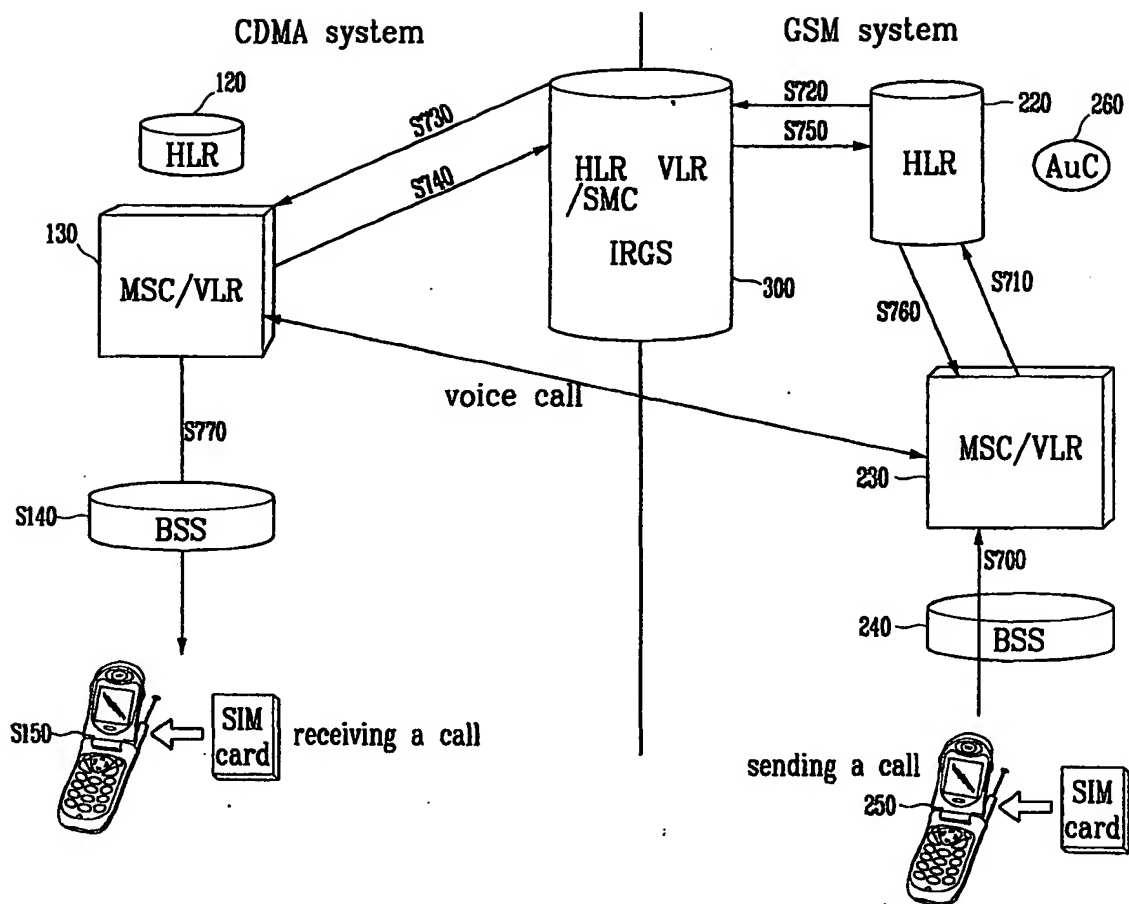 CDMA system
GSM system
120
HLR
S730
S740
HLR VLR
/SMC
IRGS
300
S720
S750
220
HLR
260
AuC
130
MSC/VLR
S760
S710
voice call
MSC/VLR
230
S770
S140
BSS
S700
240
BSS
S150
SIM
card
receiving a call
sending a call
250
SIM
card